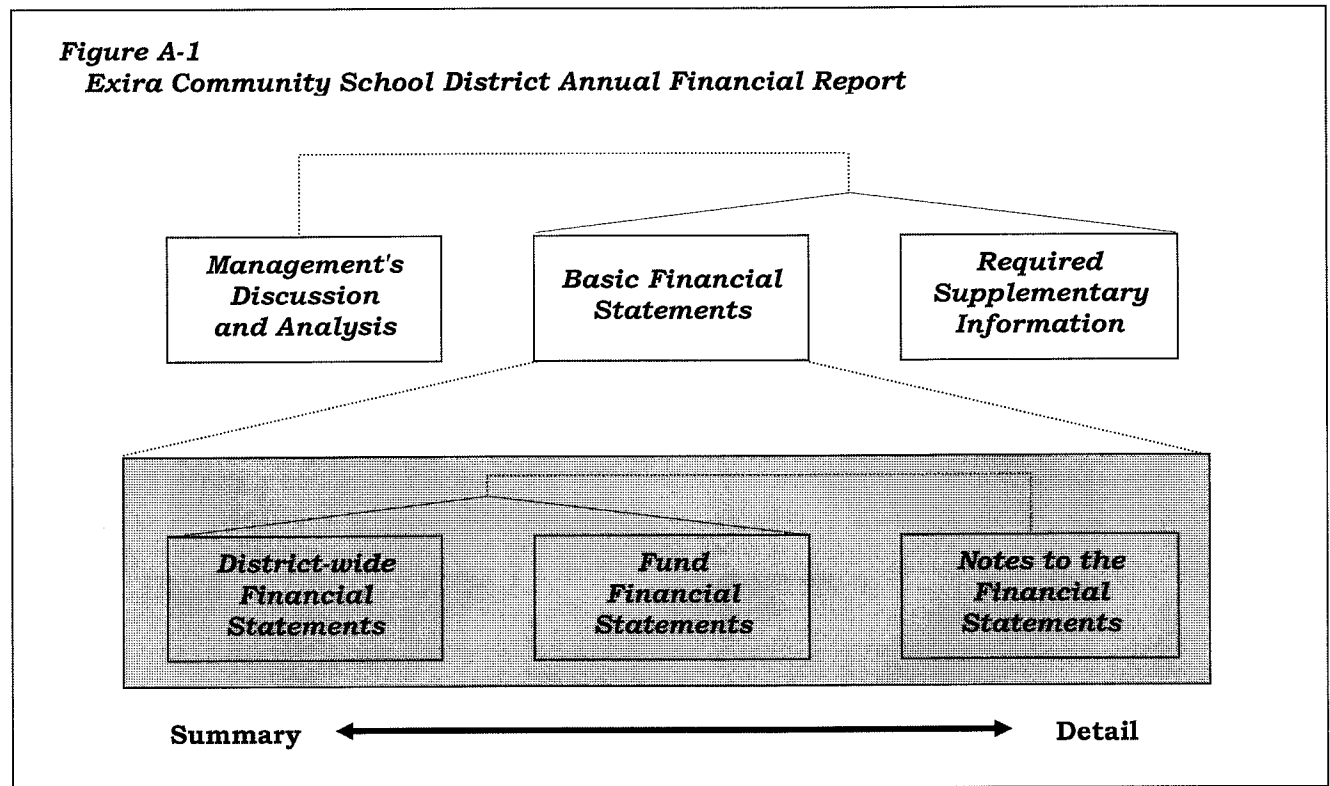 Figure A-1
Exira Community School District Annual Financial Report
Management's
Discussion
and Analysis
Basic Financial
Statements
Required
Supplementary
Information
District-wide
Financial
Statements
Fund
Financial
Statements
Notes to the
Financial
Statements
Summary
Detail